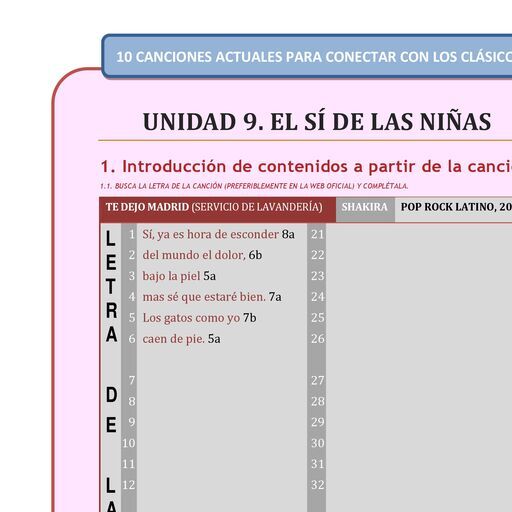 10 CANCIONES ACTUALES PARA CONECTAR CON LOS CLÁSICO
UNIDAD 9. EL SÍ DE LAS NIÑAS
1. Introducción de contenidos a partir de la canci
1.1. BUSCA LA LETRA DE LA CANCIÓN (PREFERIBLEMENTE EN LA WEB OFICIAL) Y COMPLÉTALA.
TE DEJO MADRID (SERVICIO DE LAVANDERÍA) SHAKIRA POP ROCK LATINO, 20
LETRA DE LA
1 Sí, ya es hora de esconder 8a
2 del mundo el dolor, 6b
3 bajo la piel 5a
4 mas sé que estaré bien. 7a
5 Los gatos como yo 7b
6 caen de pie. 5a
7
8
9
10
11
12
21
22
23
24
25
26
27
28
29
30
31
32